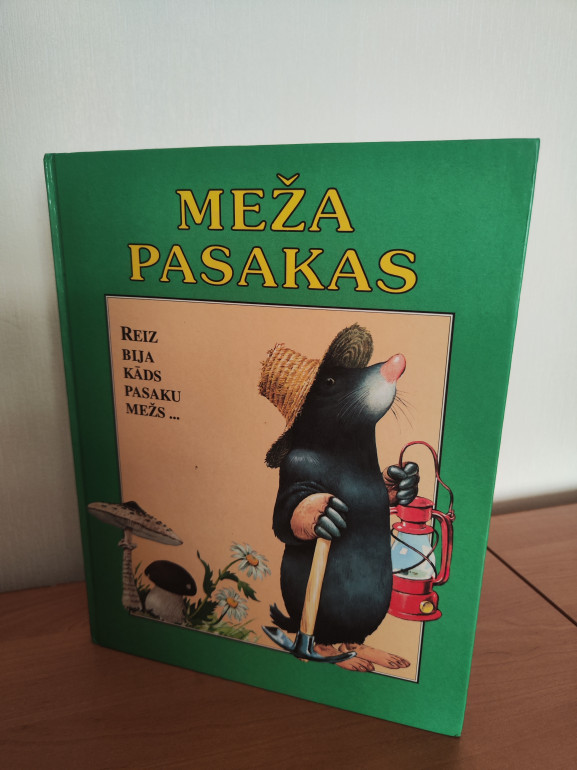 MEŽA
PASAKAS
REIZ
BIJA
KĀDS
PASAKU
MEŽS ...